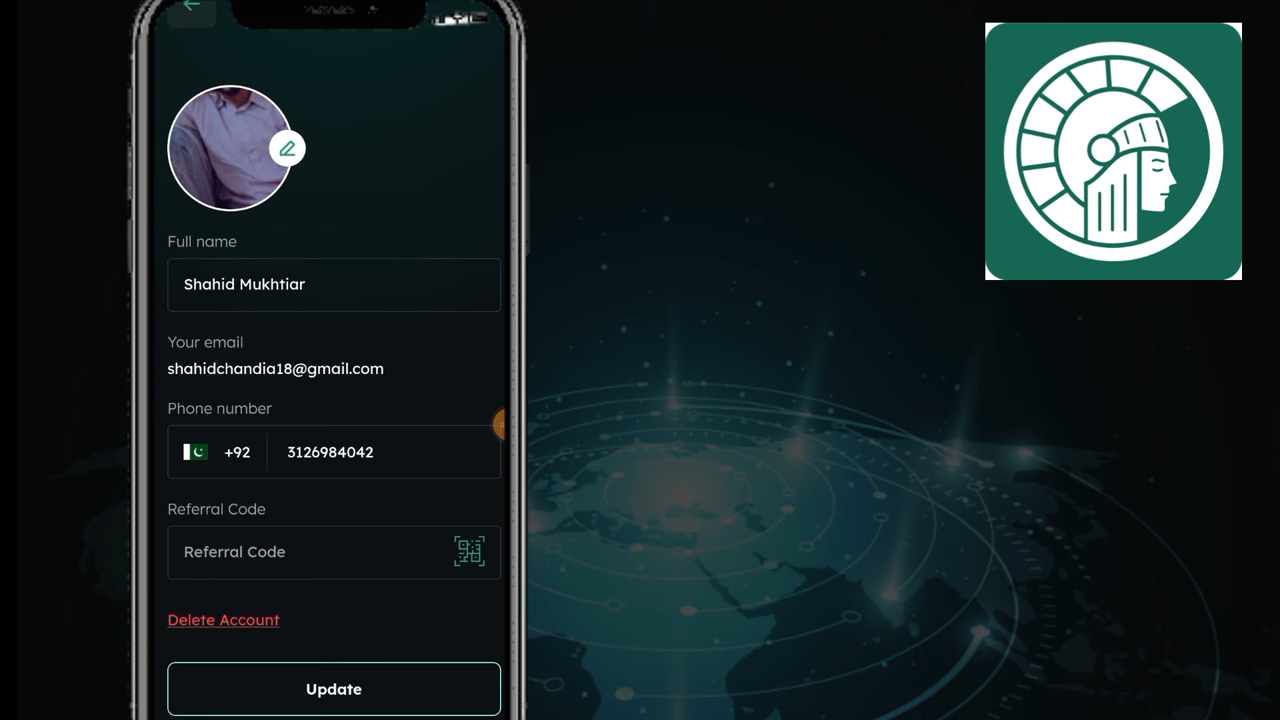 Full name
Shahid Mukhtiar
Your email
shahidchandia18@gmail.com
Phone number
+92 3126984042
Referral Code
Referral Code
Delete Account
Update